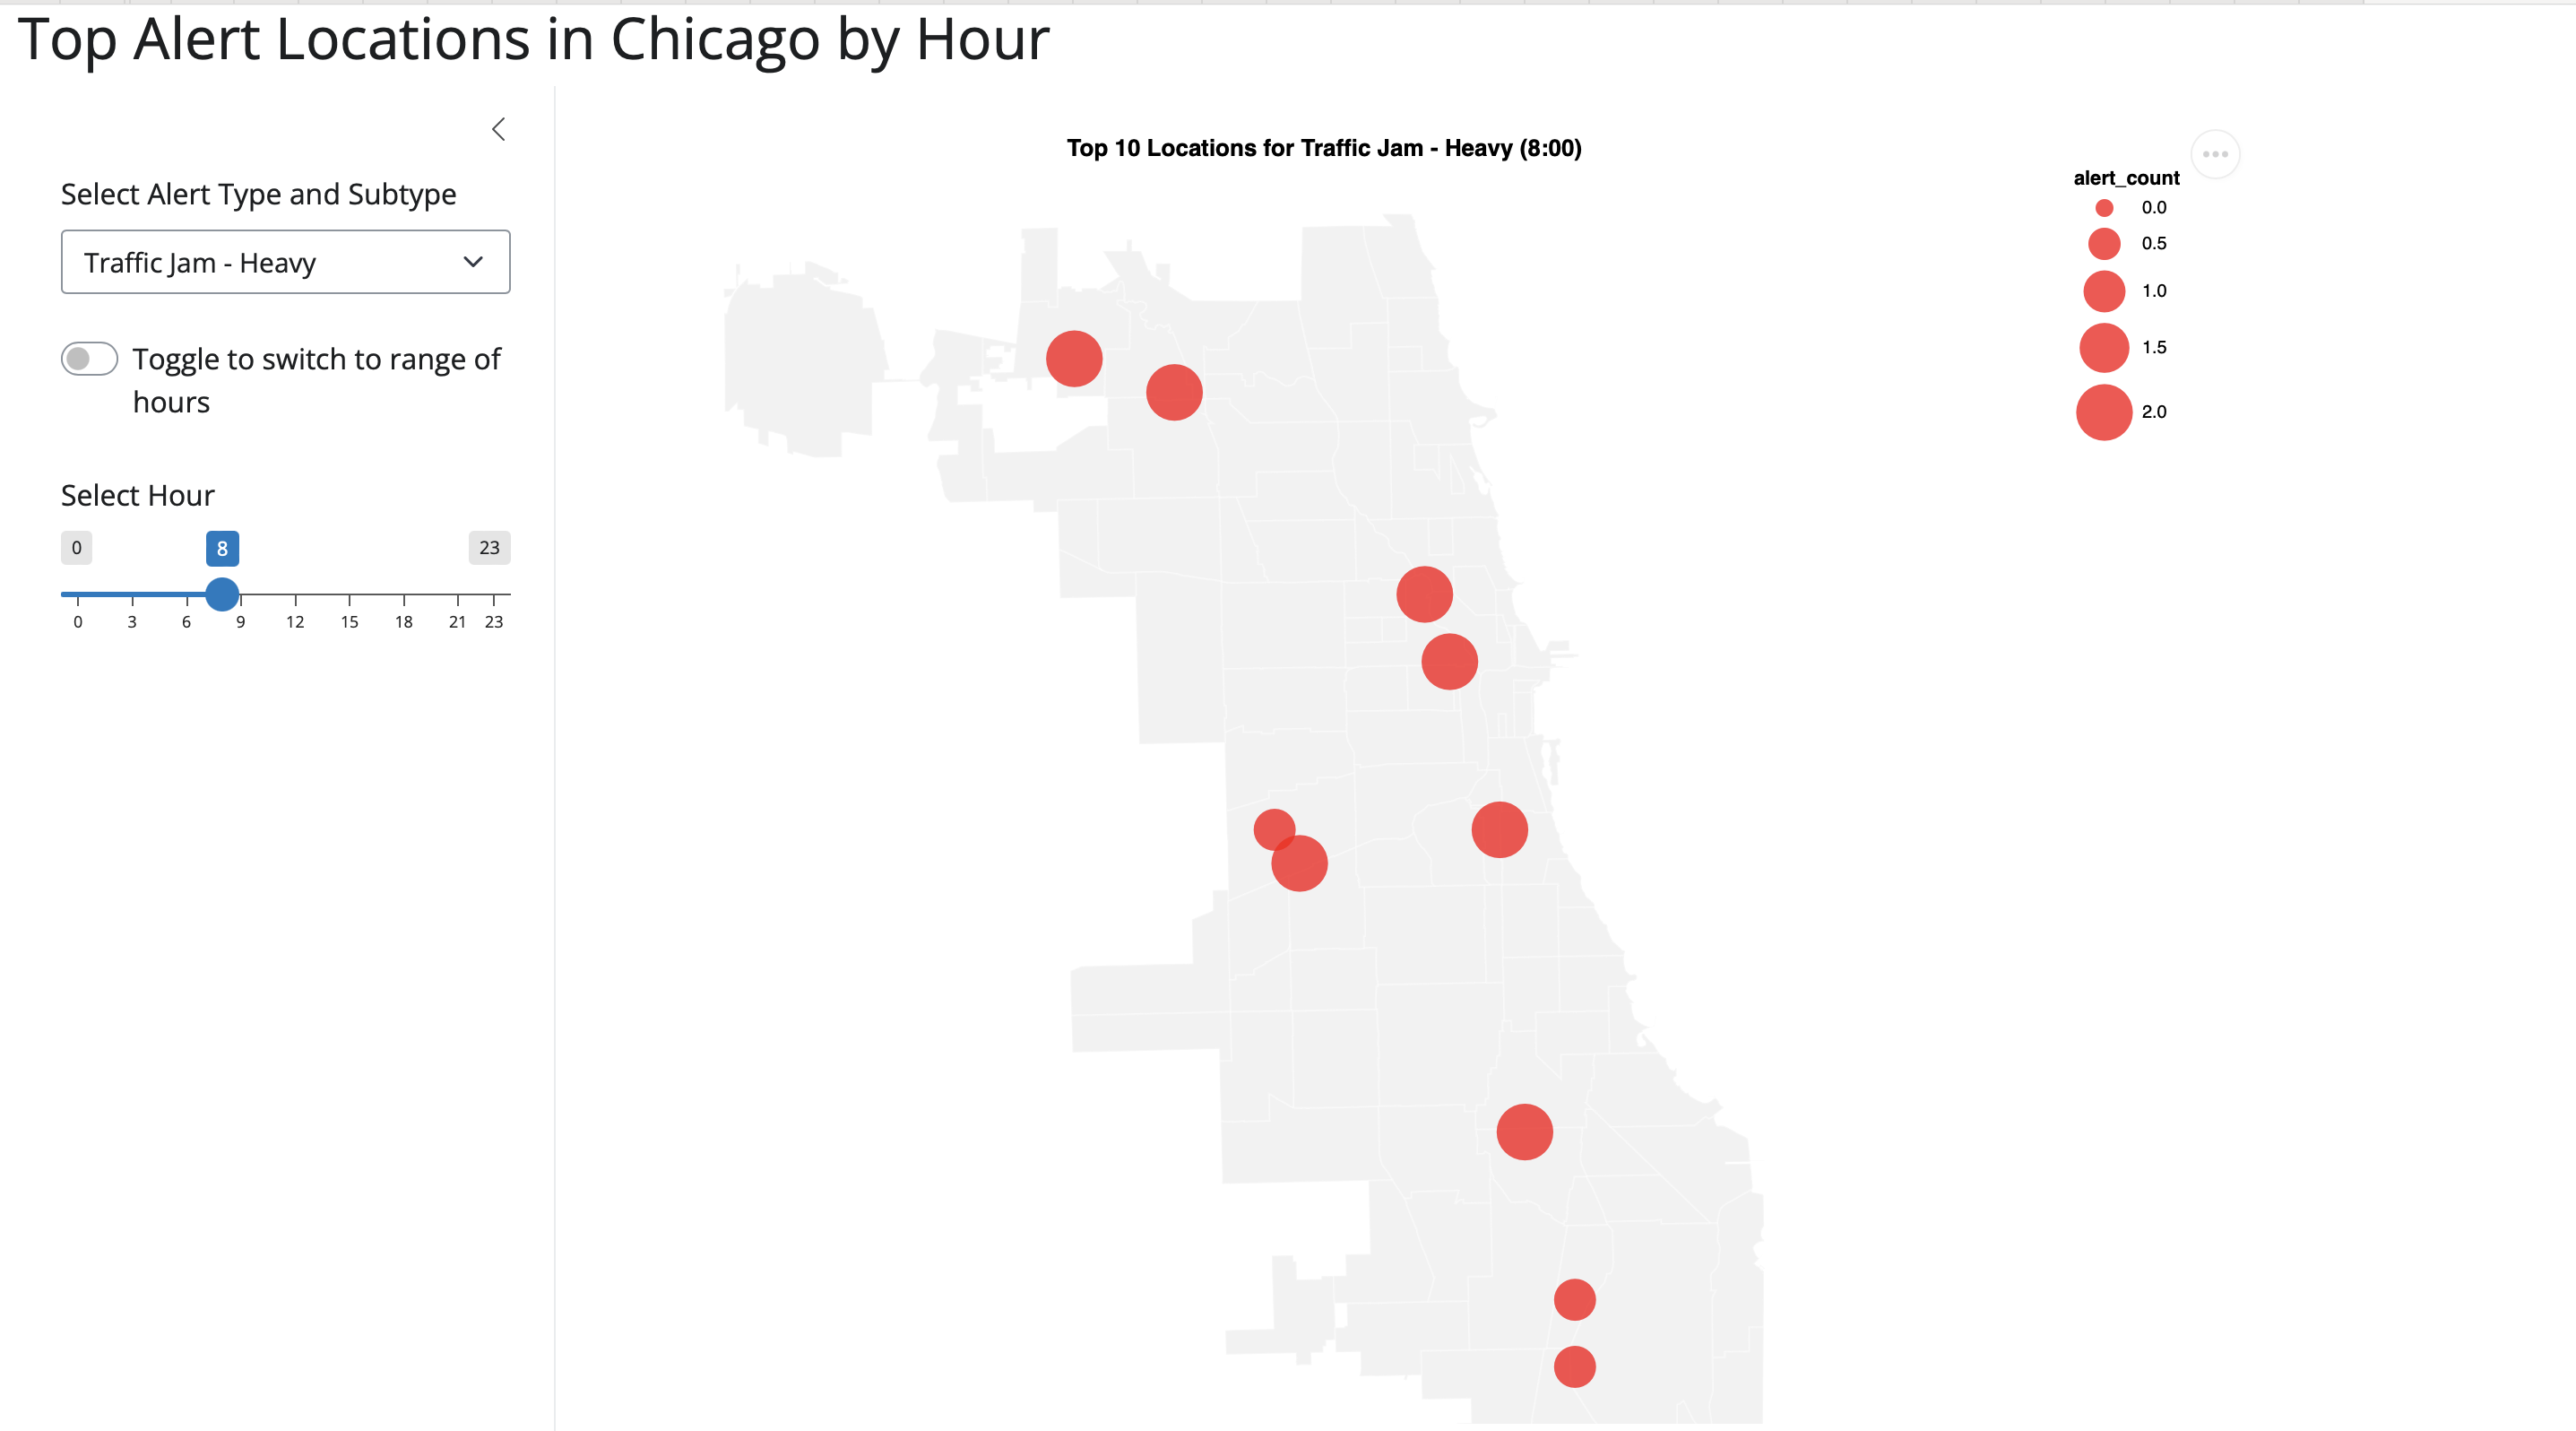 Top Alert Locations in Chicago by Hour
Select Alert Type and Subtype
Traffic Jam - Heavy
Toggle to switch to range of
hours
Select Hour
0 8 23
0 3 6 9 12 15 18 21 23
Top 10 Locations for Traffic Jam - Heavy (8:00)
alert_count
0.0
0.5
1.0
1.5
2.0